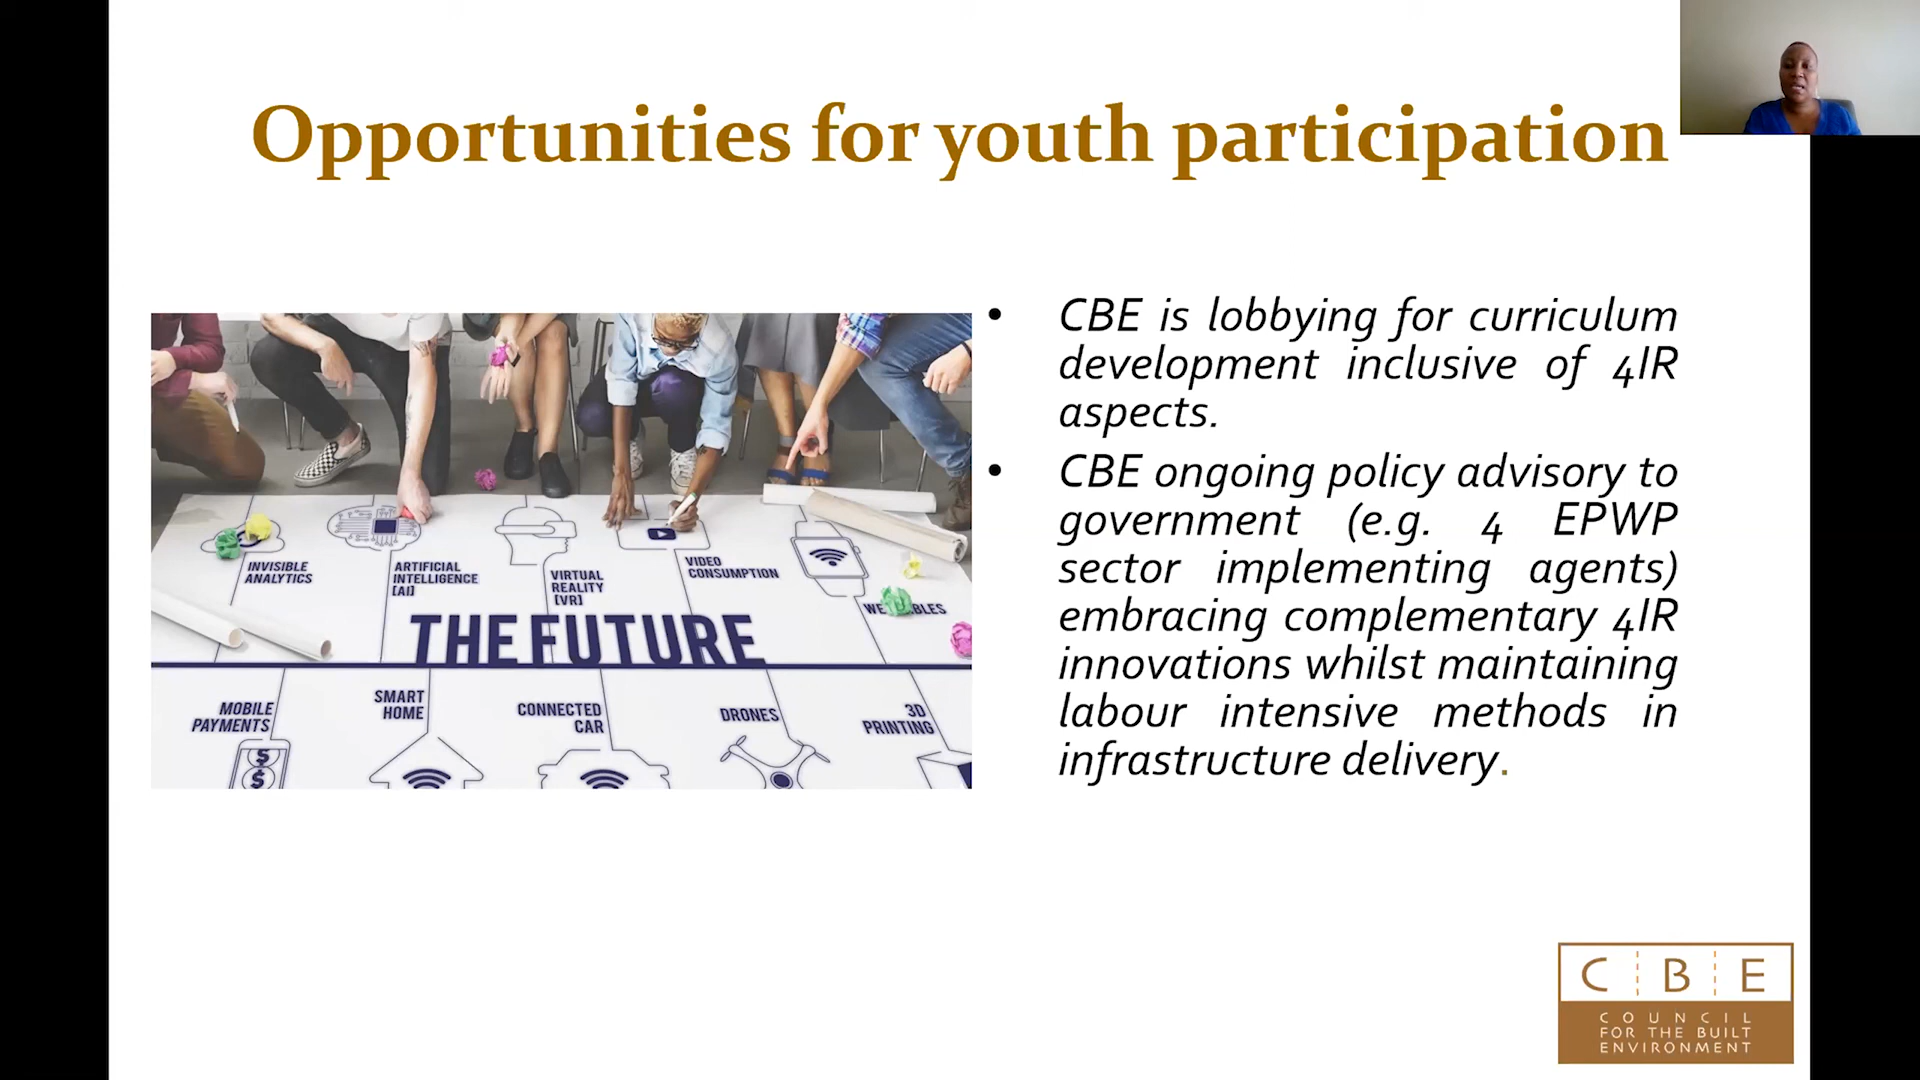 Opportunities for youth participation
• CBE is lobbying for curriculum
development inclusive of 4IR
aspects.
• CBE ongoing policy advisory to
government (e.g. 4 EPWP
sector implementing agents)
embracing complementary 4IR
innovations whilst maintaining
labour intensive methods in
infrastructure delivery.
INVISIBLE
ANALYTICS
ARTIFICIAL
INTELLIGENCE
[AI]
VIRTUAL
REALITY
[VR]
VIDEO
CONSUMPTION
THE FUTURE
MOBILE
PAYMENTS
$
$
SMART
HOME
CONNECTED
CAR
DRONES
3D
PRINTING
C B E
COUNCIL
FOR THE BUILT
ENVIRONMENT